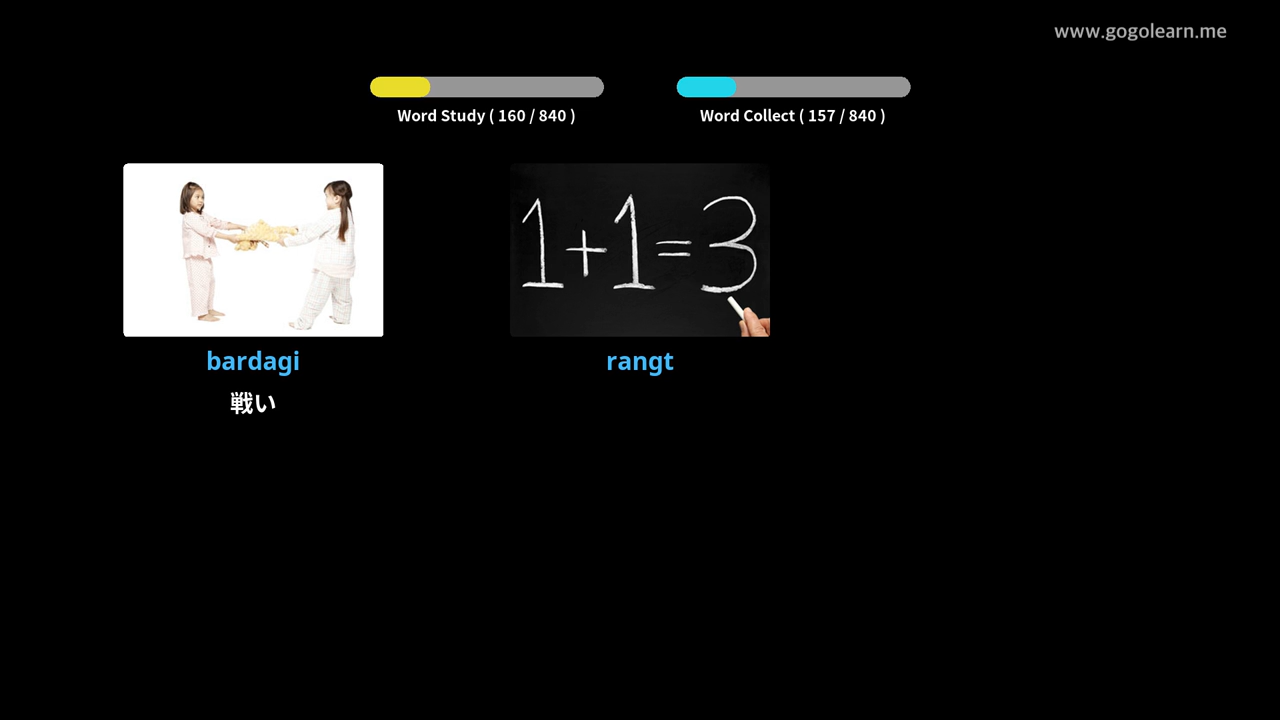 www.gogolearn.me
Word Study ( 160 / 840 )
Word Collect ( 157 / 840 )
1+1=3
bardagi
rangt
戦い